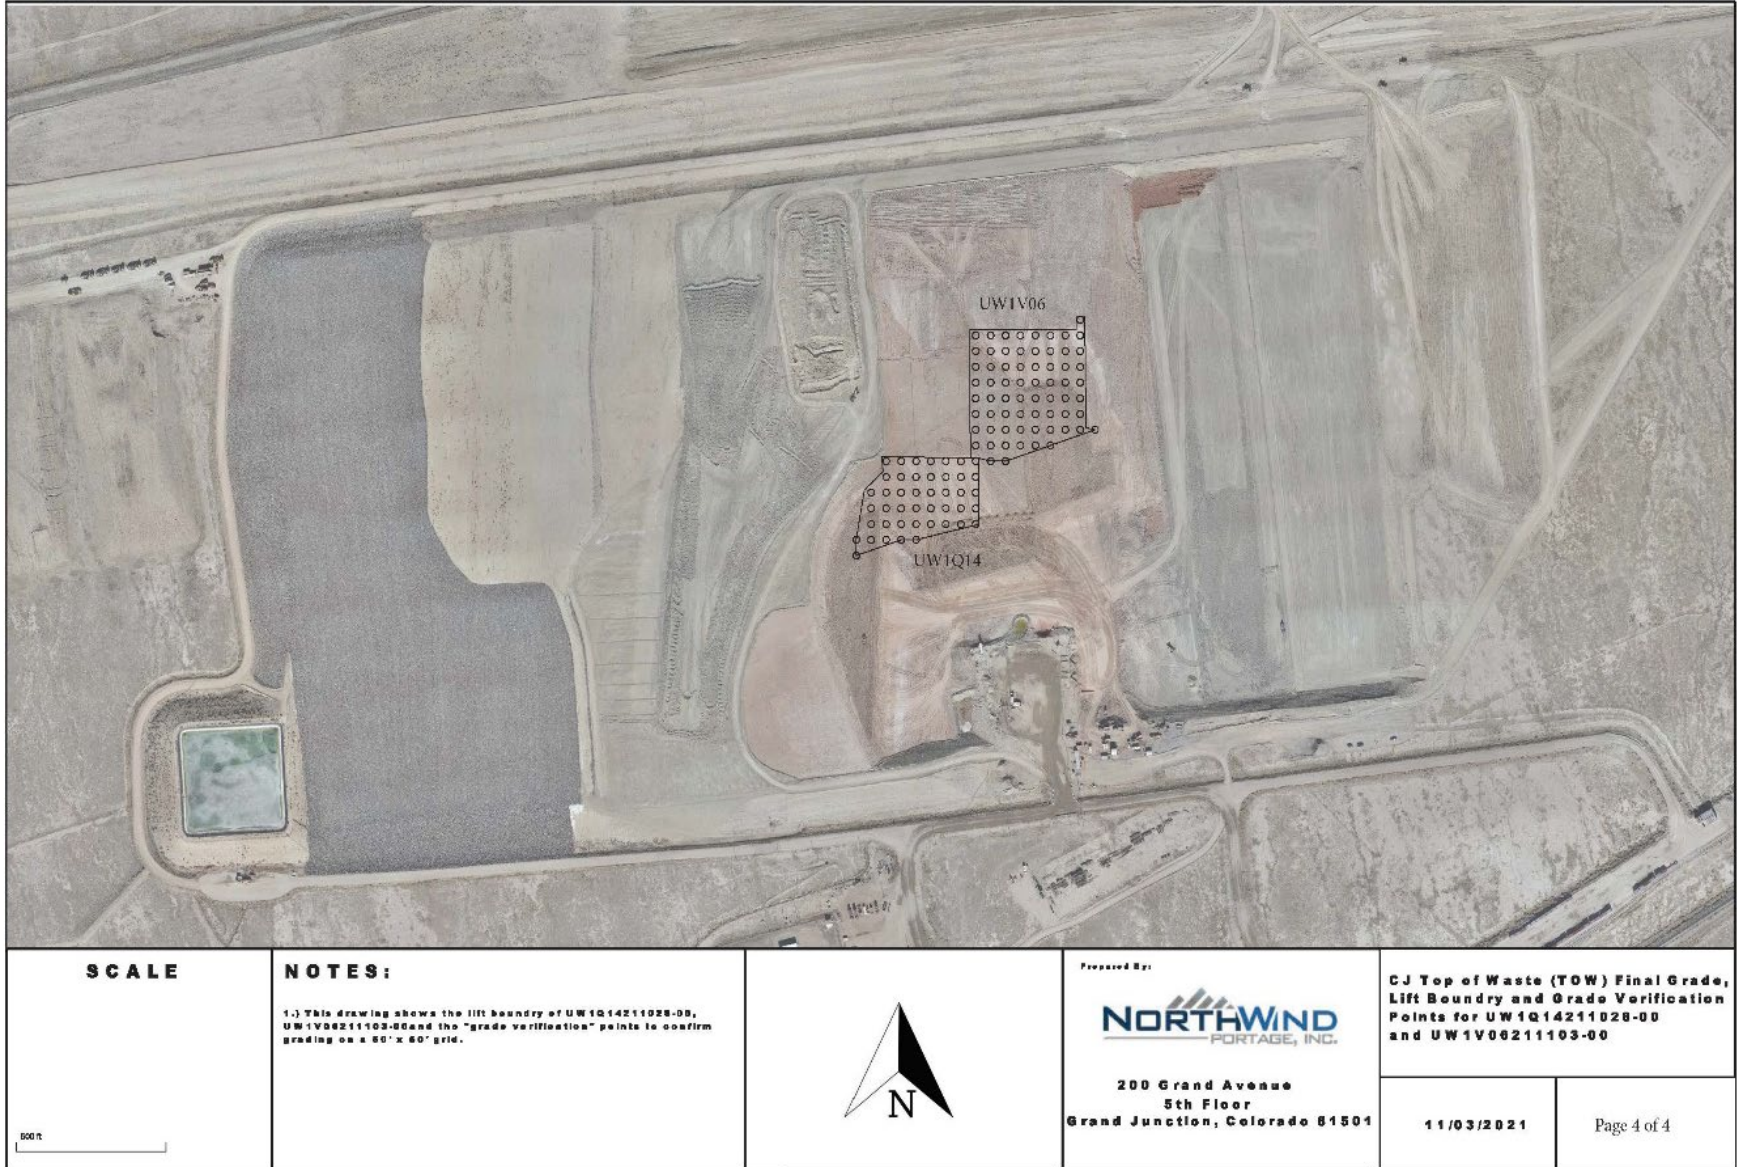 UW1V06
UW1Q14
SCALE
500 ft
NOTES:
1.) This drawing shows the lift boundry of UW1Q14211028-00,
UW1V06211103-00and the "grade verification" points to confirm
grading on a 50' x 50' grid.
N
Prepared By:
NORTHWIND
PORTAGE, INC.
200 Grand Avenue
5th Floor
Grand Junction, Colorado 81501
CJ Top of Waste (TOW) Final Grade,
Lift Boundry and Grade Verification
Points for UW1Q14211028-00
and UW1V06211103-00
11/03/2021
Page 4 of 4